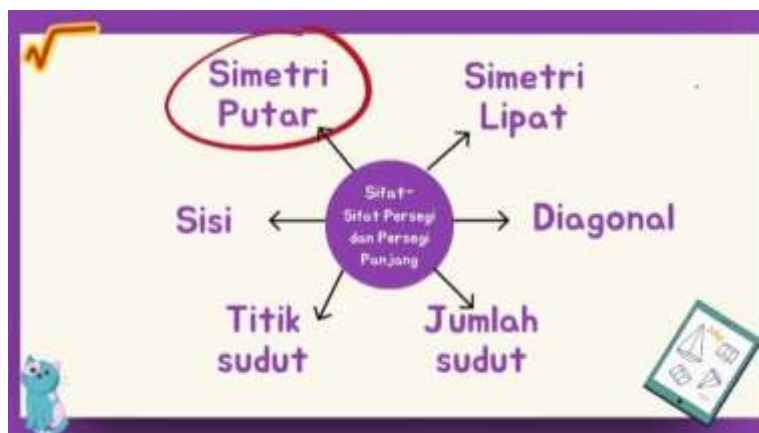 Simetri
Putar
Simetri
Lipat
Sifat-
Sifat Persegi
dan Persegi
Panjang
Sisi
Diagonal
Titik
sudut
Jumlah
sudut